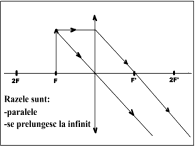 2F F F' 2F'
Razele sunt:
-paralele
-se prelungesc la infinit